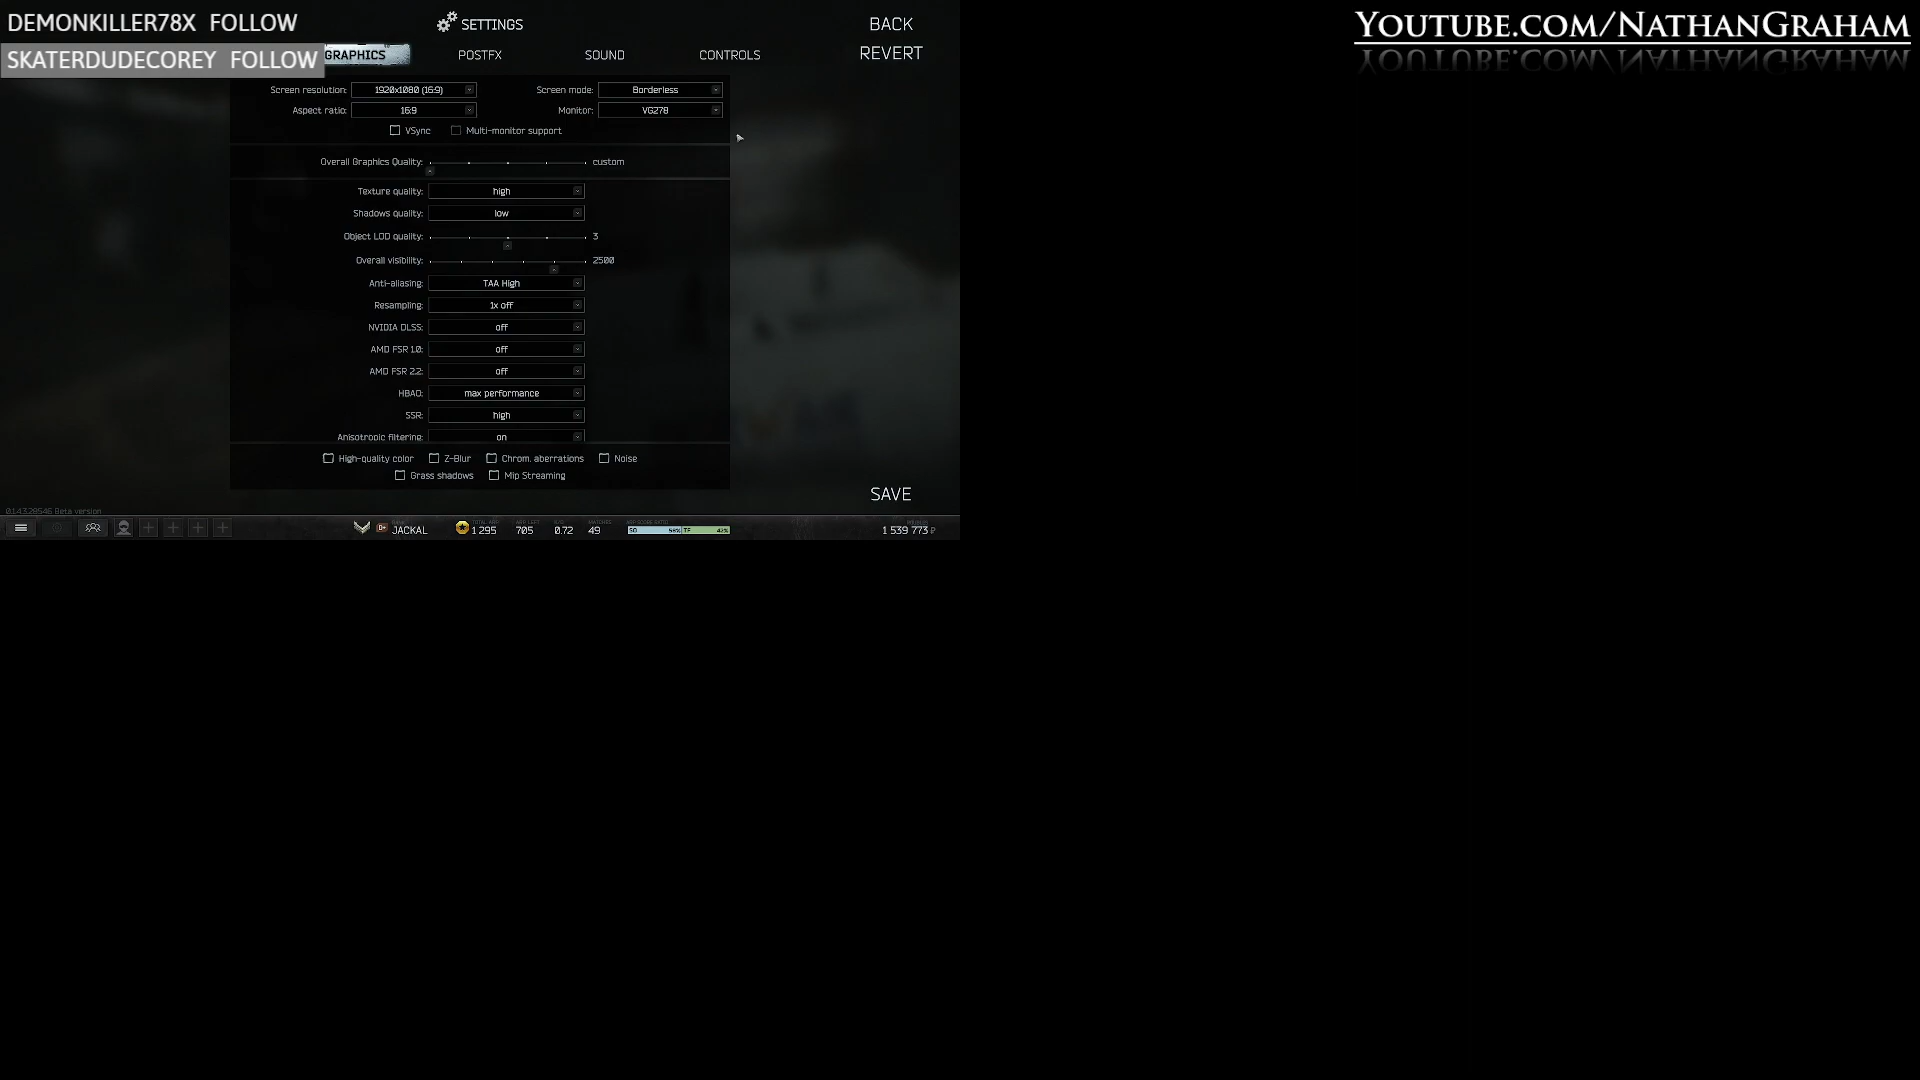 DEMONKILLER78X FOLLOW
SKATERDUDECOREY FOLLOW
SETTINGS
BACK
REVERT
YOUTUBE.COM/NATHANGRAHAM
GRAPHICS POSTFX SOUND CONTROLS
Screen resolution: 1920x1080 (16:9) Screen mode: Borderless
Aspect ratio: 16:9 Monitor: VG278
VSync Multi-monitor support
Overall Graphics Quality: custom
Texture quality: high
Shadows quality: low
Object LOD quality: 3
Overall visibility: 2500
Anti-aliasing: TAA High
Resampling: 1x off
NVIDIA DLSS: off
AMD FSR 1.0: off
AMD FSR 2.2: off
HBAO: max performance
SSR: high
Anisotropic filtering: on
High-quality color Z-Blur Chrom. aberrations Noise
Grass shadows Mip Streaming
SAVE
JACKAL 1 295 705 0.72 49 1 539 773 ₽